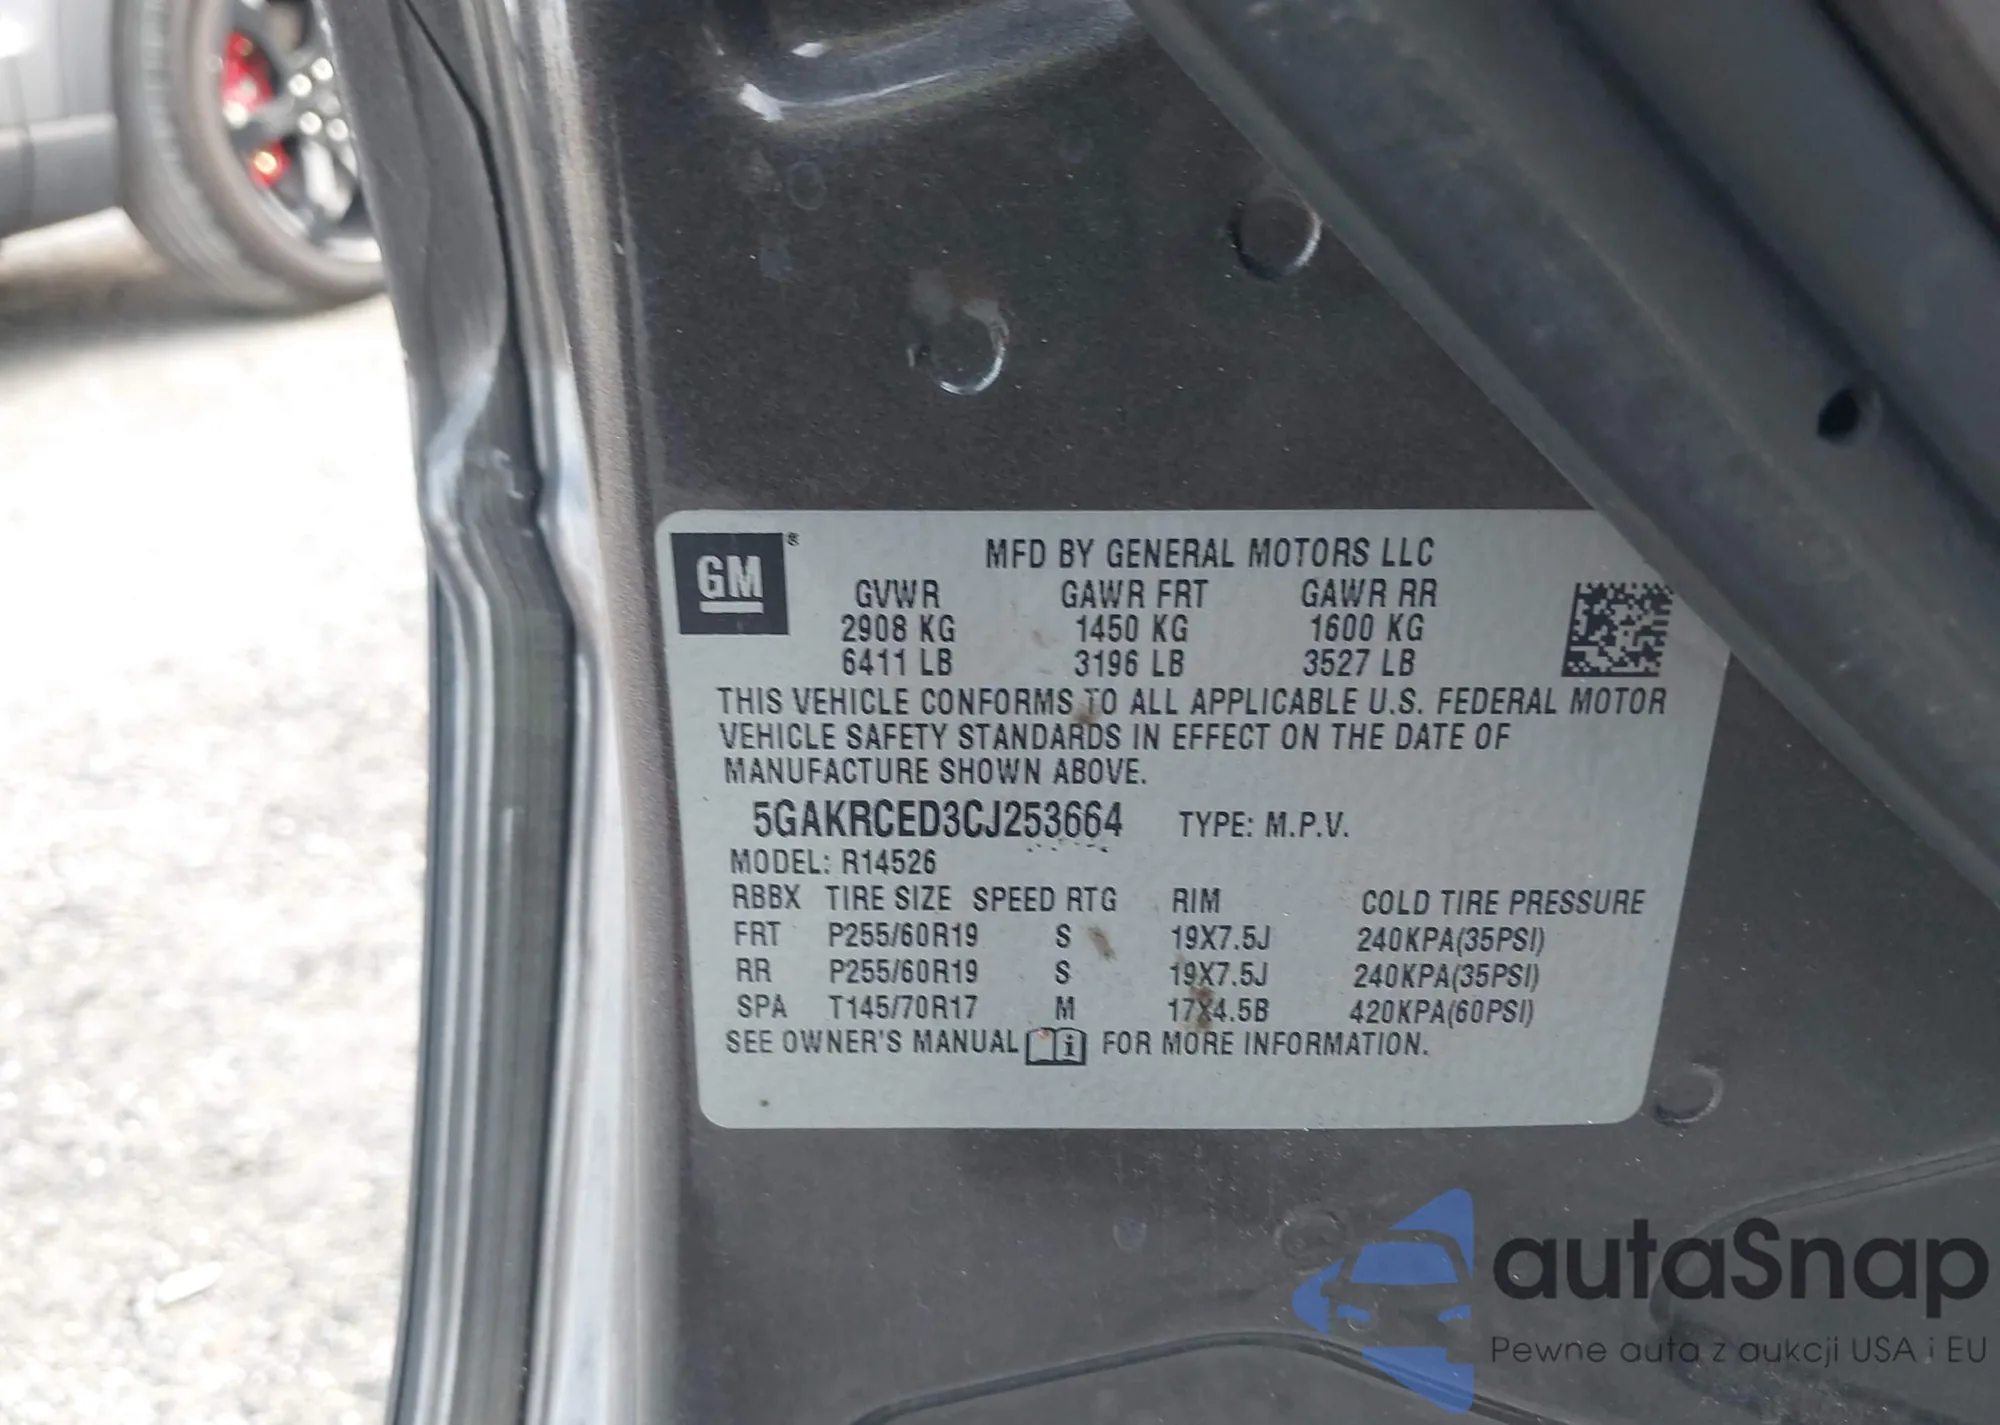 GM ®
MFD BY GENERAL MOTORS LLC
GVWR GAWR FRT GAWR RR
2908 KG 1450 KG 1600 KG
6411 LB 3196 LB 3527 LB
THIS VEHICLE CONFORMS TO ALL APPLICABLE U.S. FEDERAL MOTOR
VEHICLE SAFETY STANDARDS IN EFFECT ON THE DATE OF
MANUFACTURE SHOWN ABOVE.
5GAKRCED3CJ253664 TYPE: M.P.V.
MODEL: R14526
RBBX TIRE SIZE SPEED RTG RIM COLD TIRE PRESSURE
FRT P255/60R19 S 19X7.5J 240KPA(35PSI)
RR P255/60R19 S 19X7.5J 240KPA(35PSI)
SPA T145/70R17 M 17X4.5B 420KPA(60PSI)
SEE OWNER'S MANUAL i FOR MORE INFORMATION.
autaSnap
Pewne auta z aukcji USA i EU